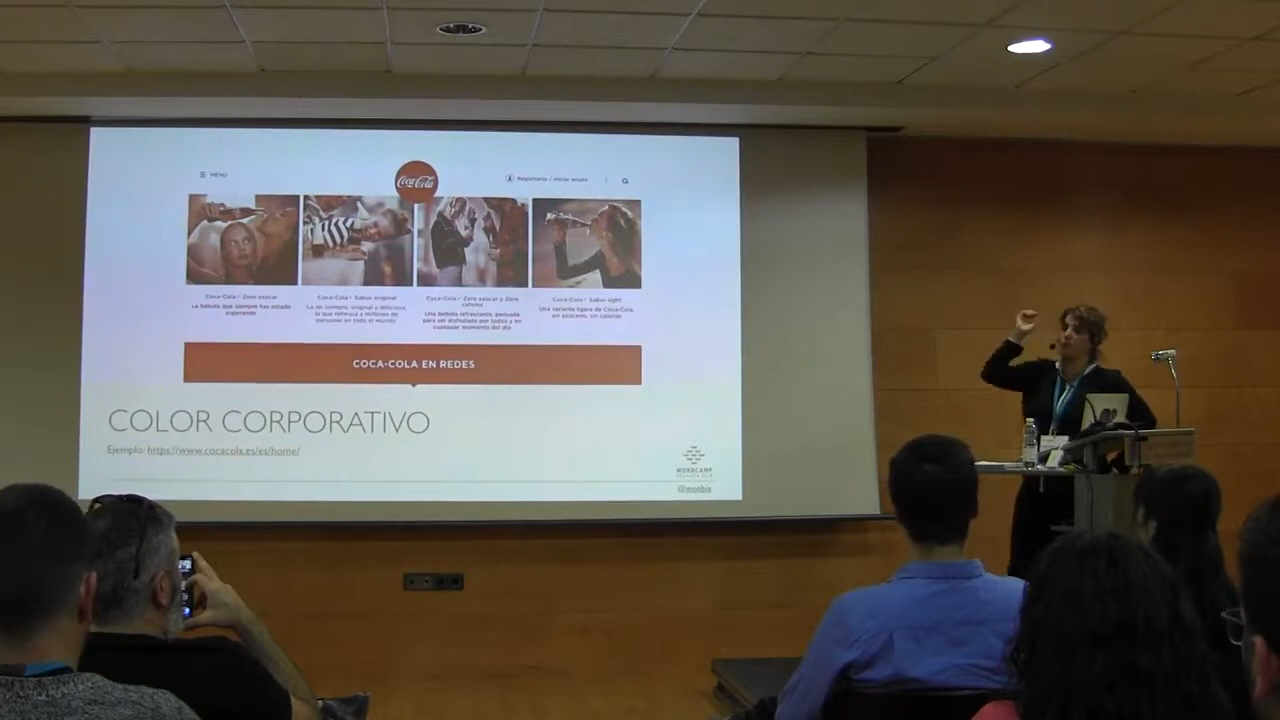 MENÚ
Coca-Cola
Registrarse / Iniciar sesión
Coca-Cola Zero azúcar
La bebida que siempre has estado
esperando
Coca-Cola Sabor original
La de siempre, original y deliciosa,
la que refresca a millones de
personas en todo el mundo.
Coca-Cola Zero azúcar y Zero
cafeína
Una bebida refrescante, pensada
para ser disfrutada por todos y en
cualquier momento del día
Coca-Cola Sabor light
Una variante ligera de Coca-Cola,
sin azúcares, sin calorías
COCA-COLA EN REDES
COLOR CORPORATIVO
Ejemplo: https://www.cocacola.es/es/home/
WORDCAMP